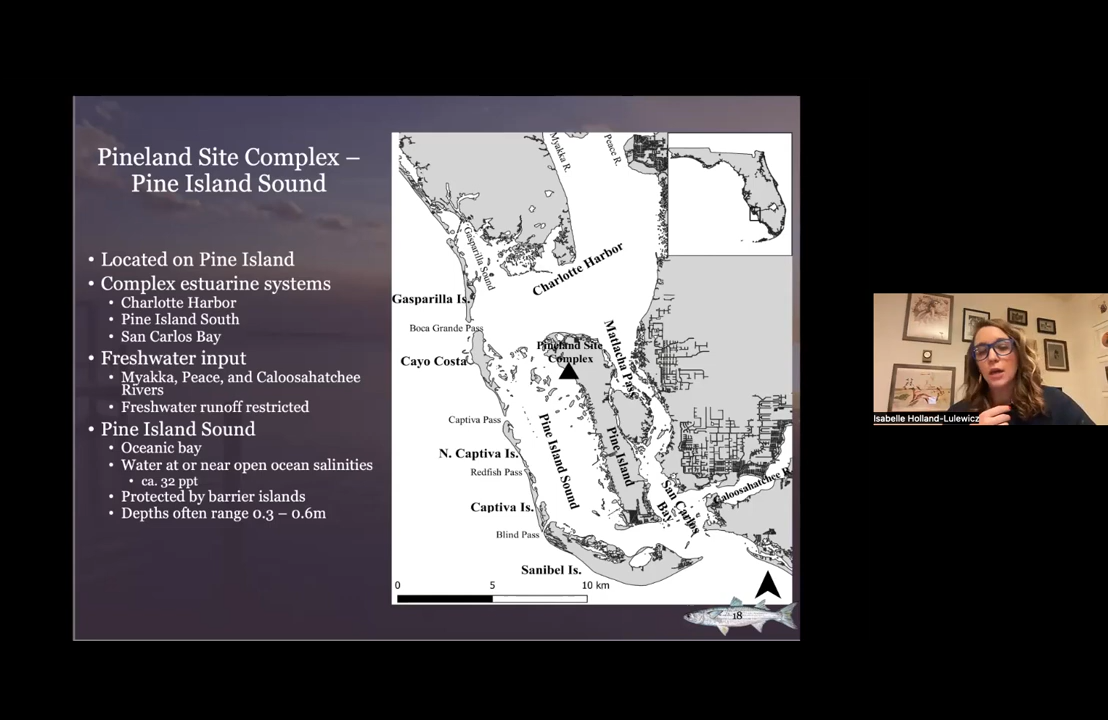 Pineland Site Complex –
Pine Island Sound
• Located on Pine Island
• Complex estuarine systems
• Charlotte Harbor
• Pine Island South
• San Carlos Bay
• Freshwater input
• Myakka, Peace, and Caloosahatchee
Rivers
• Freshwater runoff restricted
• Pine Island Sound
• Oceanic bay
• Water at or near open ocean salinities
• ca. 32 ppt
• Protected by barrier islands
• Depths often range 0.3 – 0.6m
Myakka R.
Peace R.
Gasparilla Sound
Charlotte Harbor
Gasparilla Is.
Boca Grande Pass
Pineland Site
Complex
Matlacha Pass
Cayo Costa
Captiva Pass
Pine Island Sound
Pine Island
N. Captiva Is.
Redfish Pass
San Carlos
Bay
Caloosahatchee R.
Captiva Is.
Blind Pass
Sanibel Is.
0 5 10 km
18
Isabelle Holland-Lulewicz